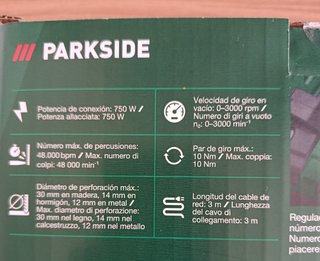 PARKSIDE
Potencia de conexión: 750 W /
Potenza allacciata: 750 W
Velocidad de giro en
vacío: 0–3000 rpm /
Numero di giri a vuoto
n₀: 0–3000 min⁻¹
Número máx. de percusiones:
48.000 bpm / Max. numero di
colpi: 48 000 min⁻¹
Par de giro máx.:
10 Nm / Max. coppia:
10 Nm
Diámetro de perforación máx.:
30 mm en madera, 14 mm en
hormigón, 12 mm en metal /
Max. diametro di perforazione:
30 mm nel legno, 14 mm nel
calcestruzzo, 12 mm nel metallo
Longitud del cable de
red: 3 m / Lunghezza
del cavo di
collegamento: 3 m
Regula
número
Numero
piacere